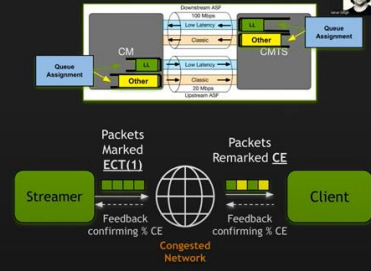 Downstream ASF
100 Mbps
LL
Low Latency
Queue
Assignment
Classic
Other
CM
CMTS
Queue
Assignment
LL
Low Latency
Other
Classic
20 Mbps
Upstream ASF
Packets
Marked
ECT(1)
Packets
Remarked CE
Streamer
Client
Feedback
confirming % CE
Feedback
confirming % CE
Congested
Network